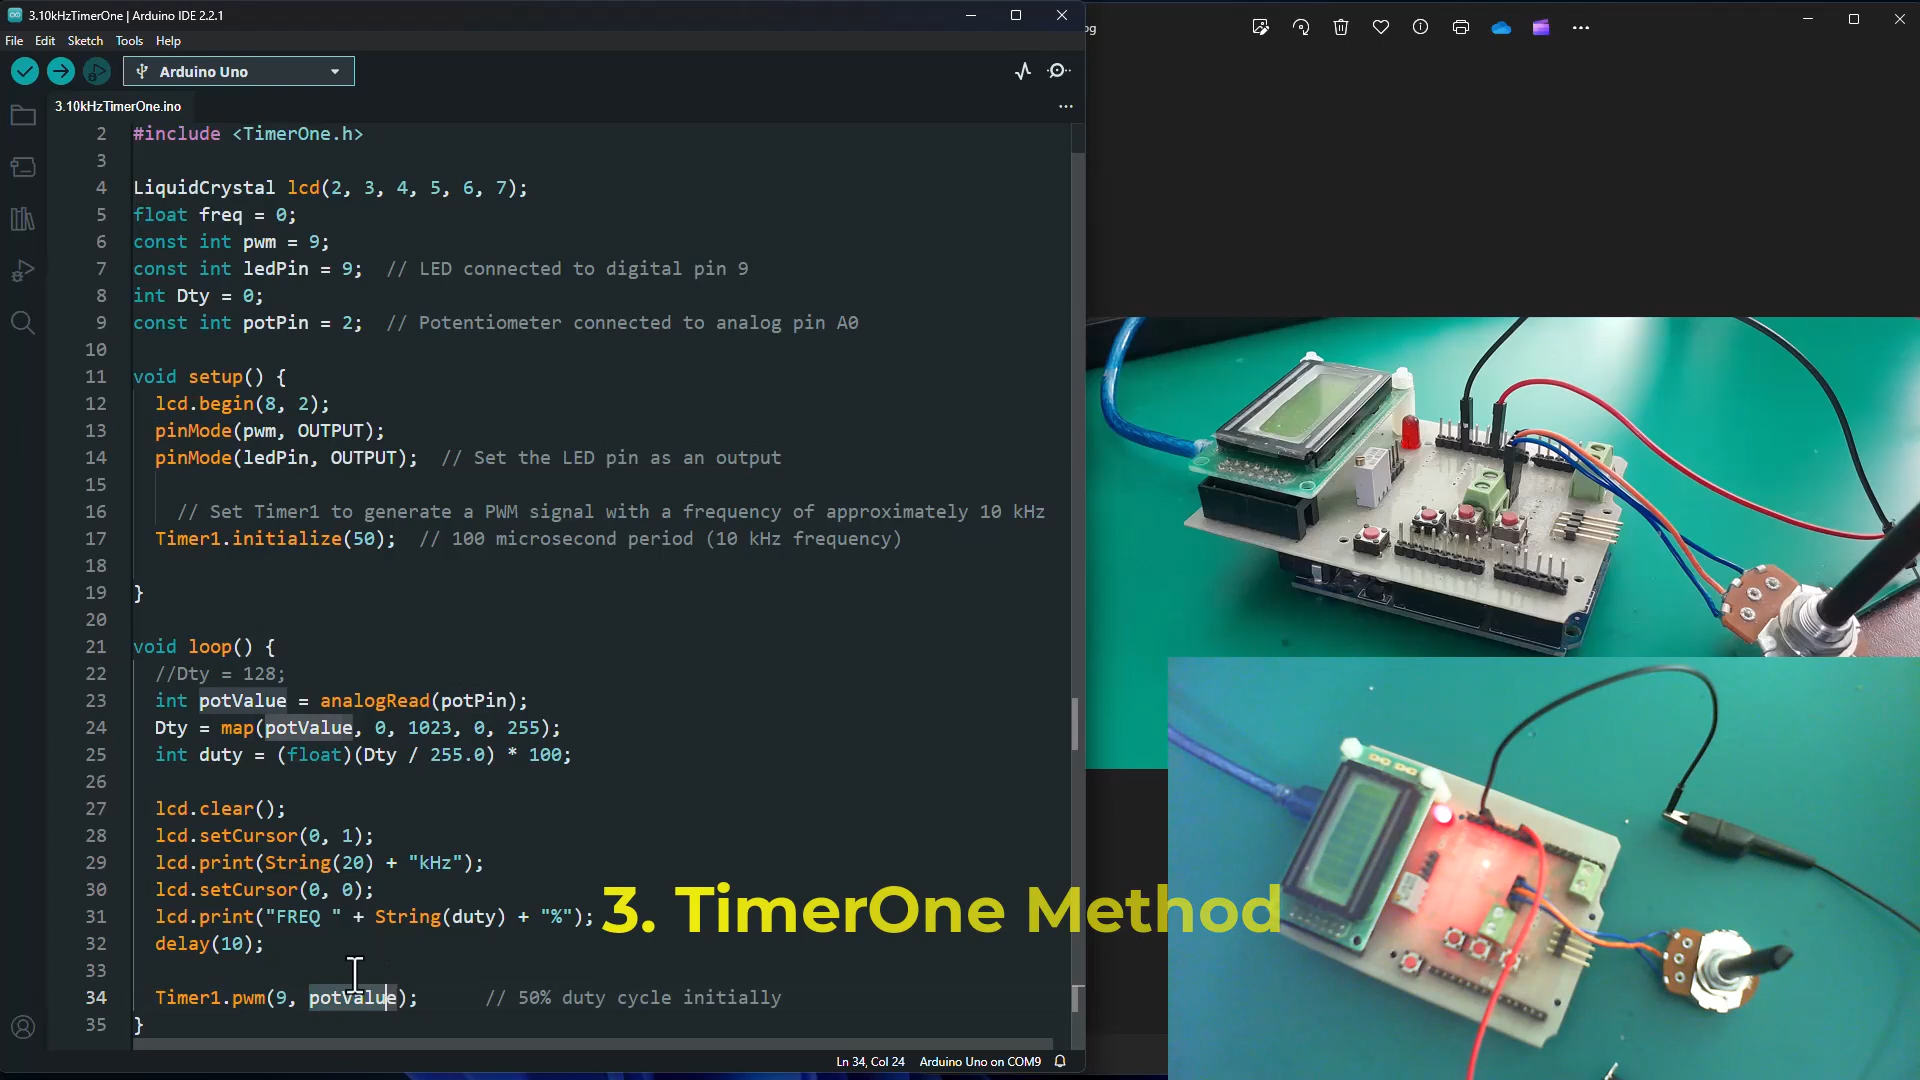 3.10kHzTimerOne | Arduino IDE 2.2.1
File Edit Sketch Tools Help
Arduino Uno
3.10kHzTimerOne.ino
2 #include <TimerOne.h>
3
4 LiquidCrystal lcd(2, 3, 4, 5, 6, 7);
5 float freq = 0;
6 const int pwm = 9;
7 const int ledPin = 9;  // LED connected to digital pin 9
8 int Dty = 0;
9 const int potPin = 2;  // Potentiometer connected to analog pin A0
10
11 void setup() {
12 lcd.begin(8, 2);
13 pinMode(pwm, OUTPUT);
14 pinMode(ledPin, OUTPUT);  // Set the LED pin as an output
15
16 // Set Timer1 to generate a PWM signal with a frequency of approximately 10 kHz
17 Timer1.initialize(50);  // 100 microsecond period (10 kHz frequency)
18
19 }
20
21 void loop() {
22 //Dty = 128;
23 int potValue = analogRead(potPin);
24 Dty = map(potValue, 0, 1023, 0, 255);
25 int duty = (float)(Dty / 255.0) * 100;
26
27 lcd.clear();
28 lcd.setCursor(0, 1);
29 lcd.print(String(20) + "kHz");
30 lcd.setCursor(0, 0);
31 lcd.print("FREQ " + String(duty) + "%");
32 delay(10);
33
34 Timer1.pwm(9, potValue);      // 50% duty cycle initially
35 }
3. TimerOne Method
Ln 34, Col 24 Arduino Uno on COM9